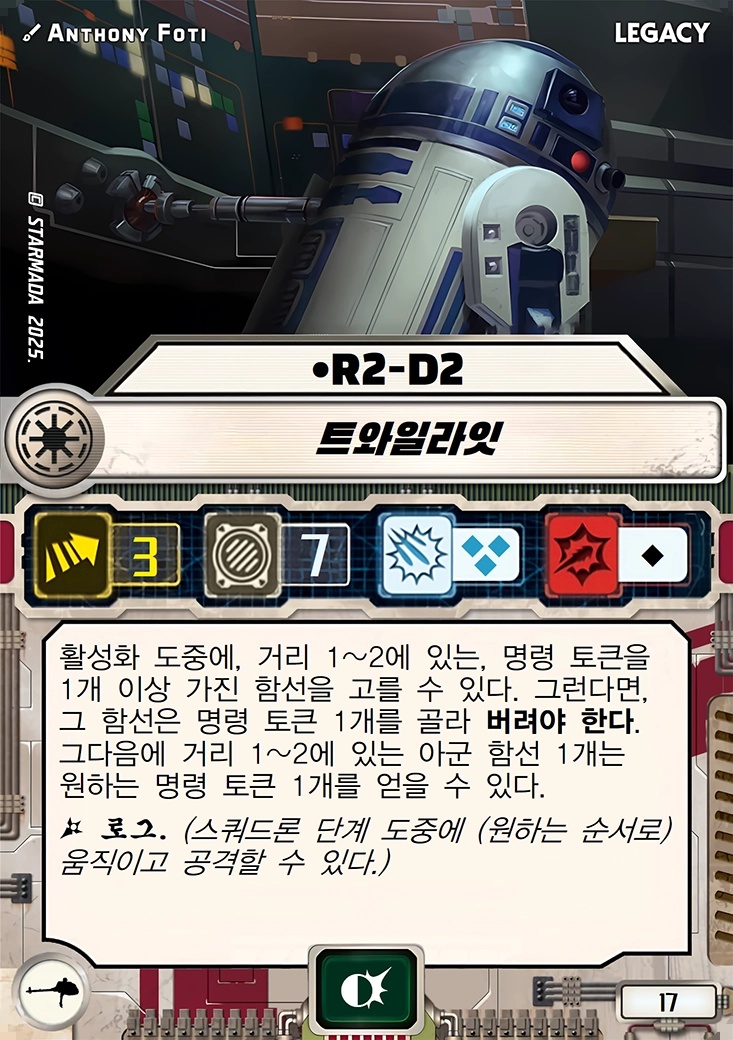 ANTHONY FOTI
LEGACY
© STARMADA 2025.
•R2-D2
트와일라잇
3
7
활성화 도중에, 거리 1~2에 있는, 명령 토큰을
1개 이상 가진 함선을 고를 수 있다. 그런다면,
그 함선은 명령 토큰 1개를 골라 버려야 한다.
그다음에 거리 1~2에 있는 아군 함선 1개는
원하는 명령 토큰 1개를 얻을 수 있다.
로그. (스쿼드론 단계 도중에 (원하는 순서로)
움직이고 공격할 수 있다.)
17